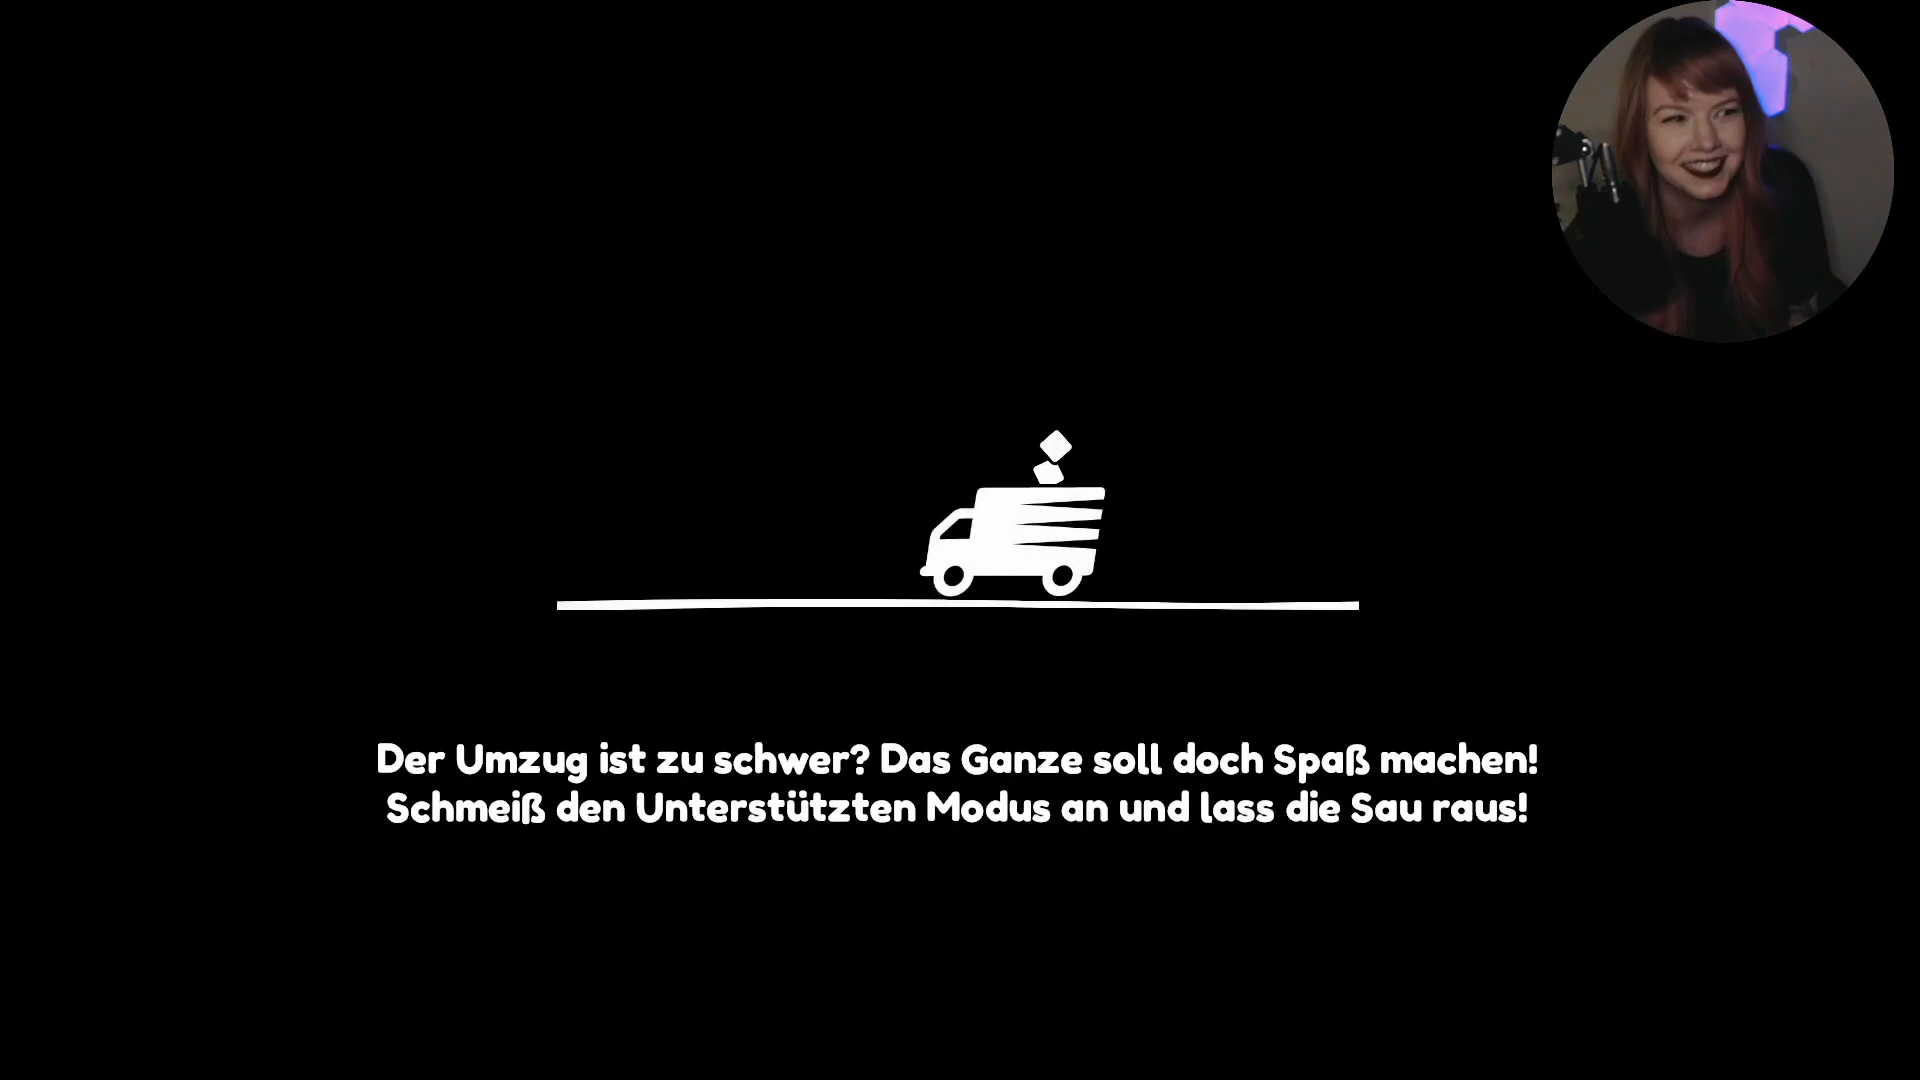 Der Umzug ist zu schwer? Das Ganze soll doch Spaß machen!
Schmeiß den Unterstützten Modus an und lass die Sau raus!